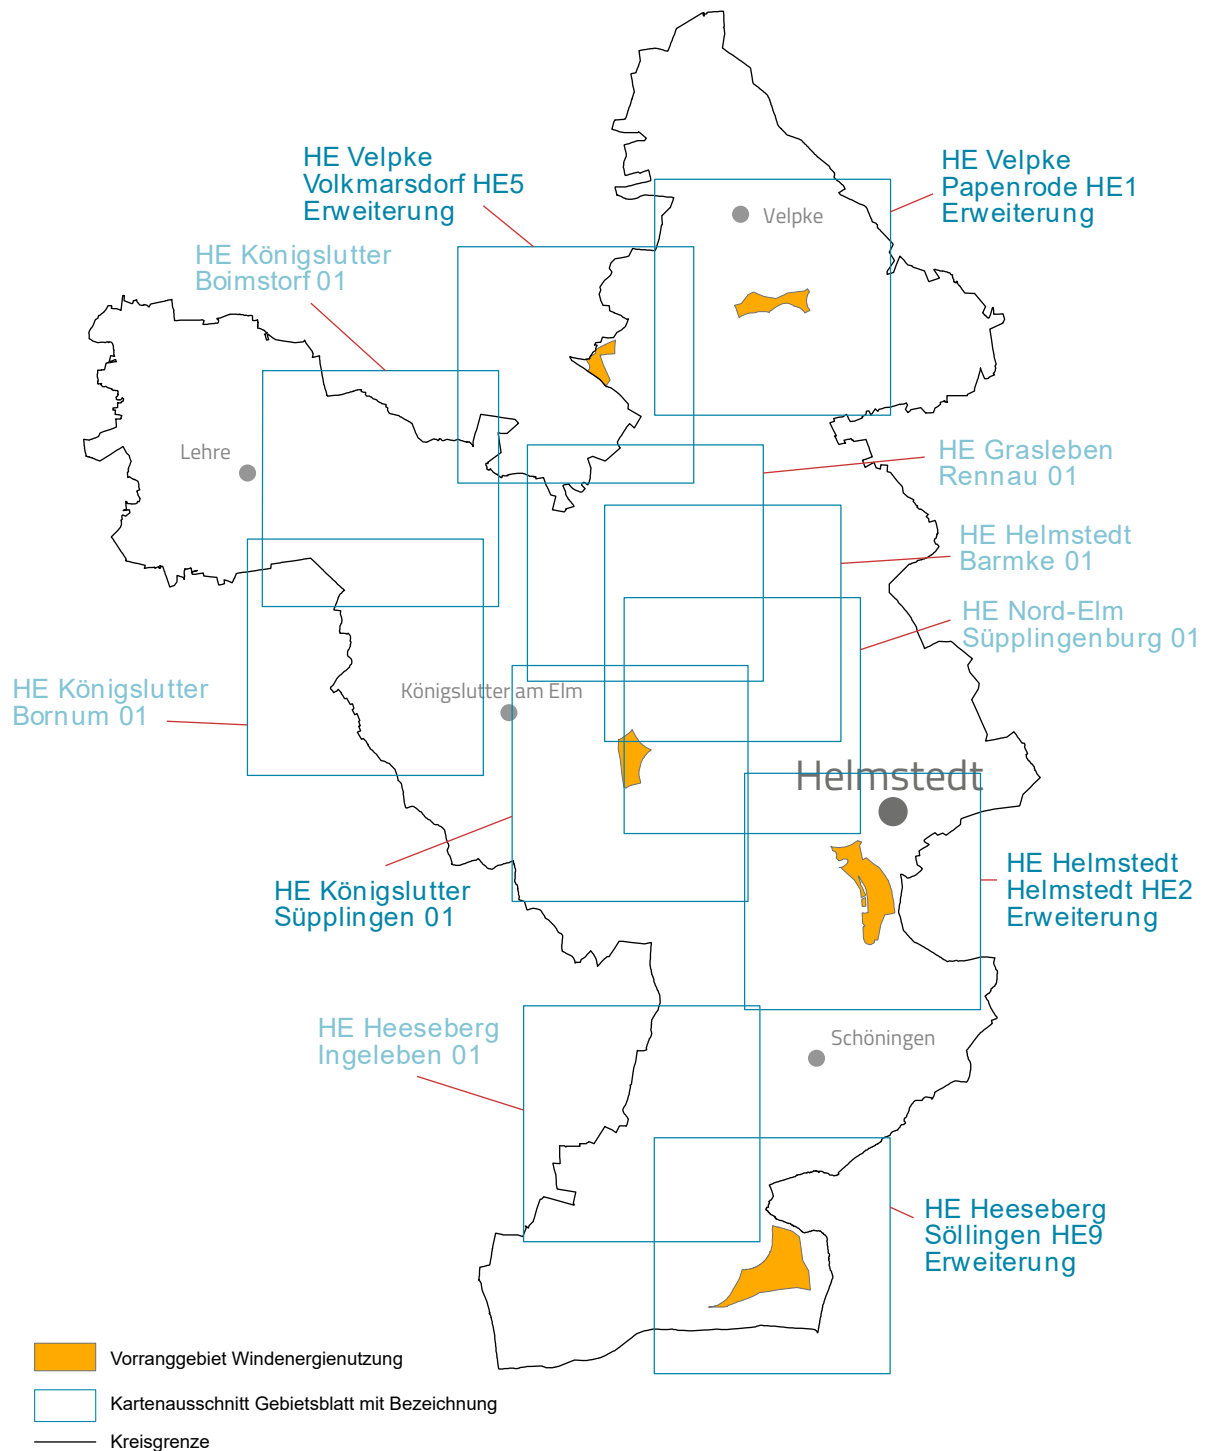 HE Velpke
Volkmarsdorf HE5
Erweiterung
HE Velpke
Papenrode HE1
Erweiterung
Velpke
HE Königslutter
Boimstorf 01
Lehre
HE Grasleben
Rennau 01
HE Helmstedt
Barmke 01
HE Nord-Elm
Süpplingenburg 01
HE Königslutter
Bornum 01
Königslutter am Elm
Helmstedt
HE Königslutter
Süpplingen 01
HE Helmstedt
Helmstedt HE2
Erweiterung
HE Heeseberg
Ingeleben 01
Schöningen
HE Heeseberg
Söllingen HE9
Erweiterung
Vorranggebiet Windenergienutzung
Kartenausschnitt Gebietsblatt mit Bezeichnung
Kreisgrenze